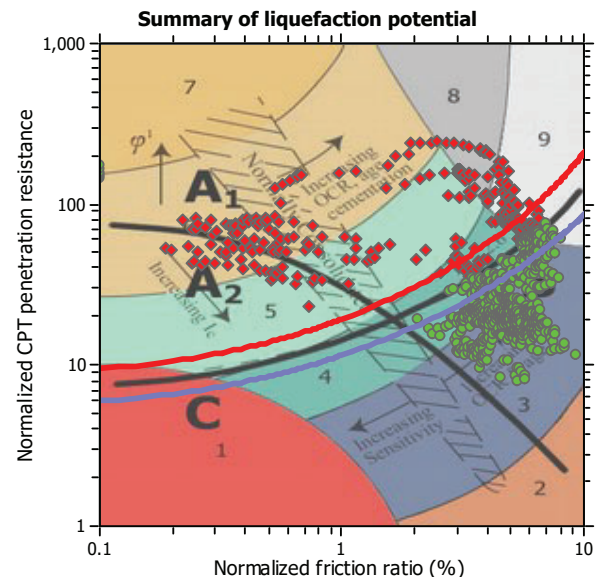 Summary of liquefaction potential
Normalized CPT penetration resistance
1,000
100
10
1
7
8
9
φ'
Increasing
OCR, age,
cementation
A1
A2
Increasing Ic
5
4
C
1
3
Increasing
Sensitivity
2
0.1
1
10
Normalized friction ratio (%)